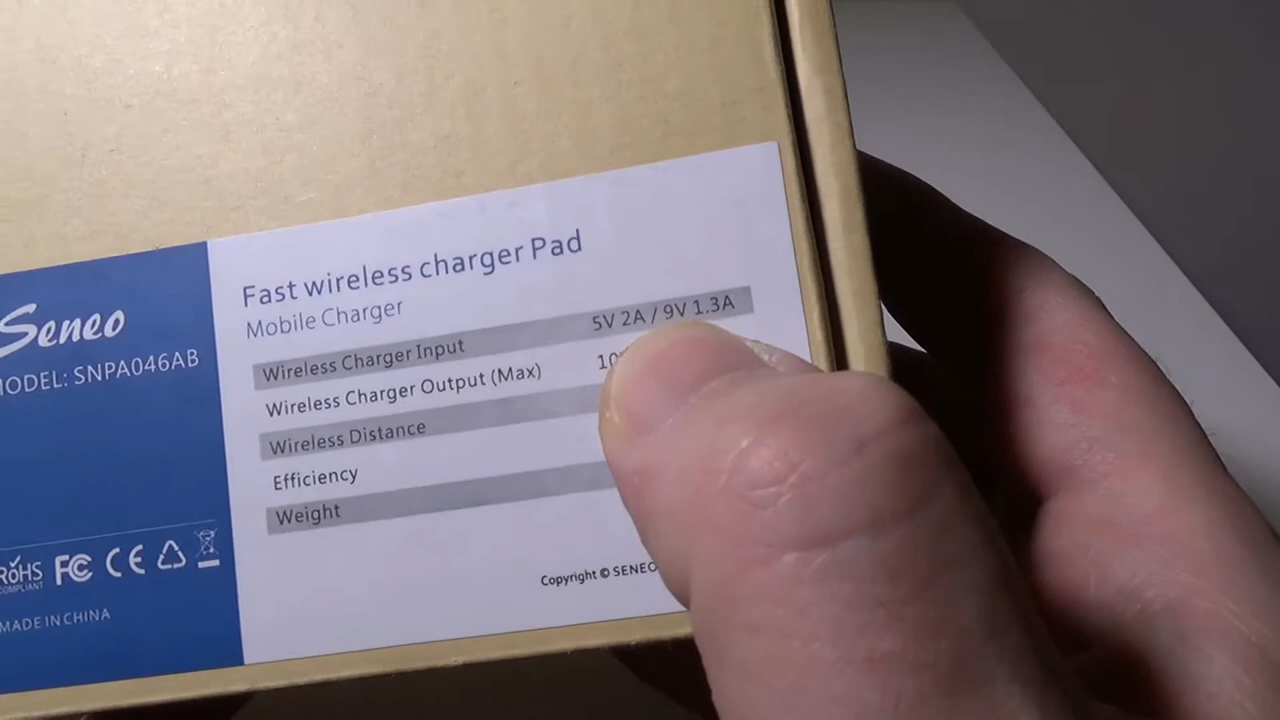 Seneo
MODEL: SNPA046AB
RoHS
COMPLIANT
FC CE
MADE IN CHINA
Fast wireless charger Pad
Mobile Charger
Wireless Charger Input 5V 2A / 9V 1.3A
Wireless Charger Output (Max)
Wireless Distance
Efficiency
Weight
Copyright © SENEO